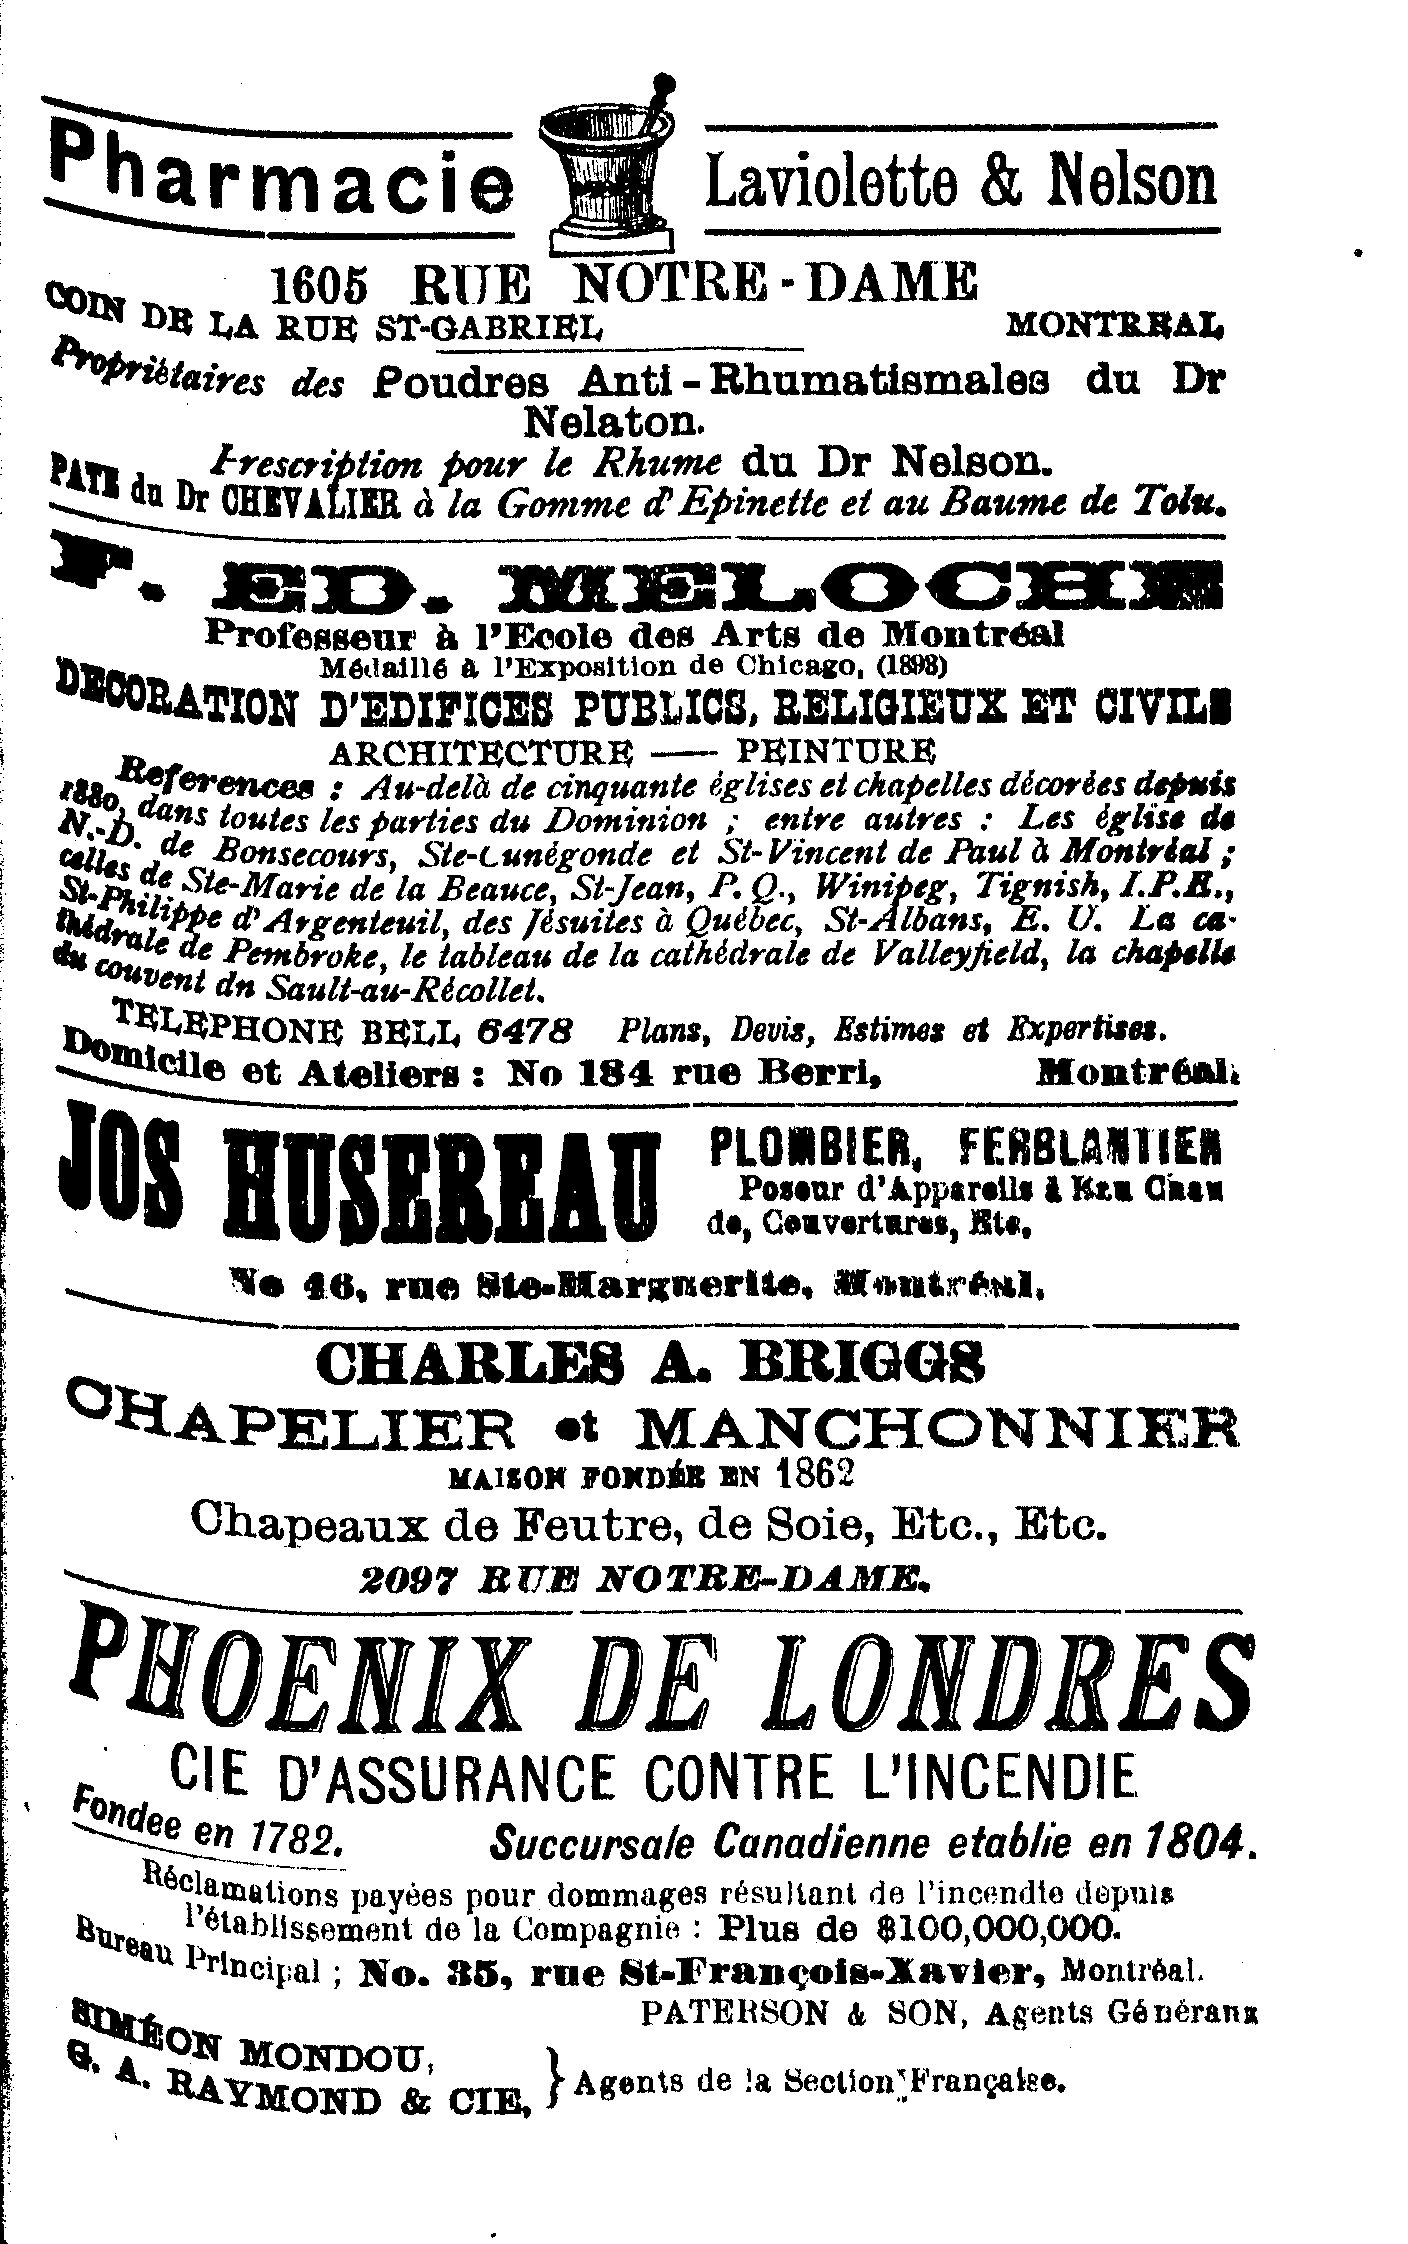 Pharmacie Laviolette & Nelson
1605 RUE NOTRE-DAME
COIN DE LA RUE ST-GABRIEL MONTREAL
Propriétaires des Poudres Anti-Rhumatismales du Dr
Nelaton.
Prescription pour le Rhume du Dr Nelson.
PATE du Dr CHEVALIER à la Gomme d'Epinette et au Baume de Tolu.
F. ED. MELOCHE
Professeur à l'Ecole des Arts de Montréal
Médaillé à l'Exposition de Chicago, (1893)
DECORATION D'EDIFICES PUBLICS, RELIGIEUX ET CIVILS
ARCHITECTURE — PEINTURE
References : Au-delà de cinquante églises et chapelles décorées depuis
1880, dans toutes les parties du Dominion ; entre autres : Les église de
N.-D. de Bonsecours, Ste-Cunégonde et St-Vincent de Paul à Montréal ;
celles de Ste-Marie de la Beauce, St-Jean, P. Q., Winipeg, Tignish, I.P.E.,
St-Philippe d'Argenteuil, des Jésuites à Québec, St-Albans, E. U. La ca-
thédrale de Pembroke, le tableau de la cathédrale de Valleyfield, la chapelle
du couvent dn Sault-au-Récollet.
TELEPHONE BELL 6478 Plans, Devis, Estimes et Expertises.
Domicile et Ateliers : No 184 rue Berri, Montréal.
JOS HUSEREAU PLOMBIER, FERBLANTIER
Poseur d'Appareils à Eau Chau
de, Couvertures, Etc.
No 46, rue Ste-Marguerite, Montréal.
CHARLES A. BRIGGS
CHAPELIER et MANCHONNIER
MAISON FONDÉE EN 1862
Chapeaux de Feutre, de Soie, Etc., Etc.
2097 RUE NOTRE-DAME.
PHOENIX DE LONDRES
CIE D'ASSURANCE CONTRE L'INCENDIE
Fondee en 1782. Succursale Canadienne etablie en 1804.
Réclamations payées pour dommages résultant de l'incendie depuis
l'établissement de la Compagnie : Plus de $100,000,000.
Bureau Principal ; No. 35, rue St-François-Xavier, Montréal.
PATERSON & SON, Agents Généraux
SIMÉON MONDOU,
G. A. RAYMOND & CIE, } Agents de la Section Française.